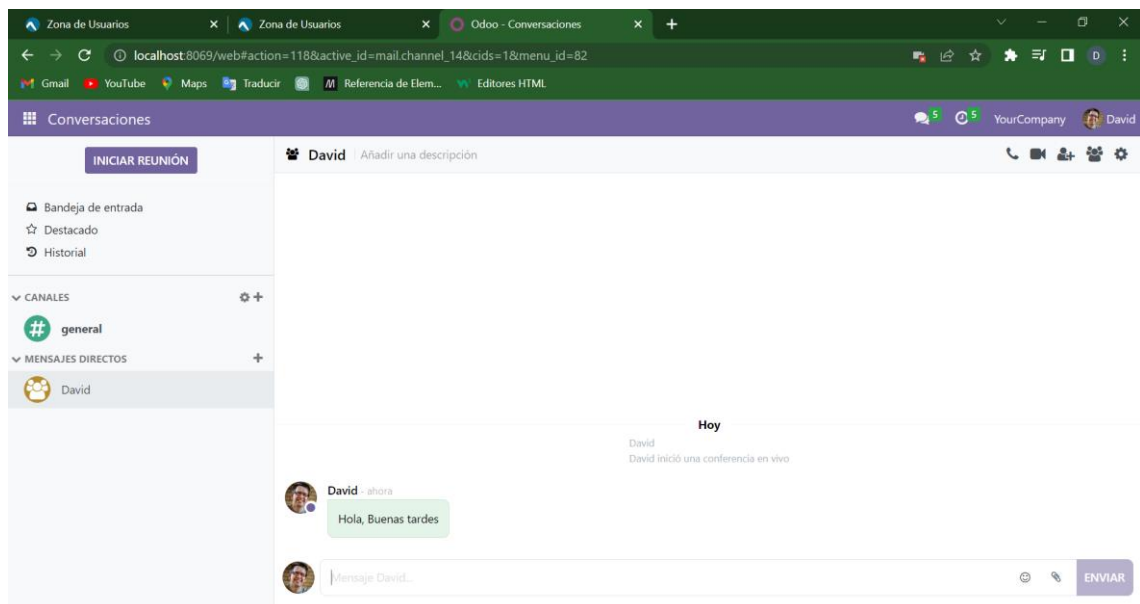 Zona de Usuarios
Zona de Usuarios
Odoo - Conversaciones
localhost:8069/web#action=118&active_id=mail.channel_14&cids=1&menu_id=82
D
Gmail YouTube Maps Traducir M Referencia de Elem... Editores HTML
Conversaciones
5 5 YourCompany David
INICIAR REUNIÓN
David Añadir una descripción
Bandeja de entrada
Destacado
Historial
CANALES
# general
MENSAJES DIRECTOS
David
Hoy
David
David inició una conferencia en vivo
David - ahora
Hola, Buenas tardes
Mensaje David...
ENVIAR